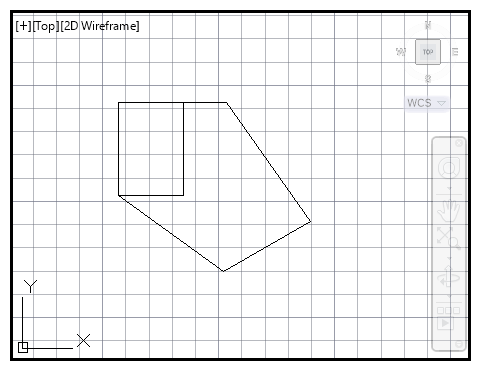 [+][Top][2D Wireframe]
N
W TOP E
S
WCS
Y
X